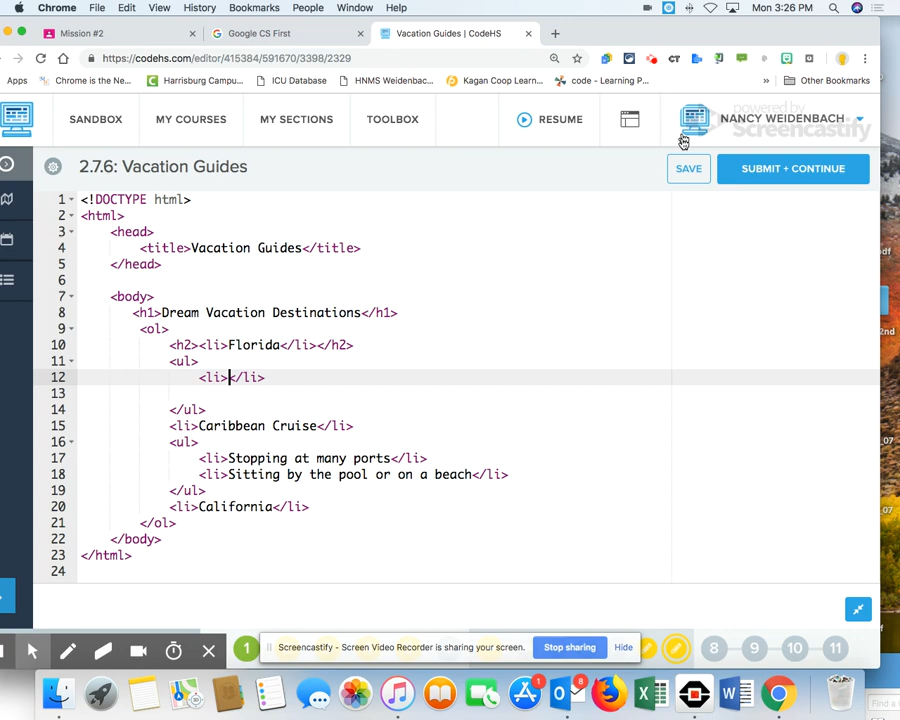 Chrome File Edit View History Bookmarks People Window Help Mon 3:26 PM
Mission #2 × Google CS First × Vacation Guides | CodeHS × +
https://codehs.com/editor/415384/591670/3398/2329
Apps Chrome is the Ne... Harrisburg Campu... ICU Database HNMS Weidenbac... Kagan Coop Learn... code - Learning P... » Other Bookmarks
SANDBOX MY COURSES MY SECTIONS TOOLBOX RESUME NANCY WEIDENBACH
powered by
Screencastify
2.7.6: Vacation Guides SAVE SUBMIT + CONTINUE
1 <!DOCTYPE html>
2 <html>
3 <head>
4 <title>Vacation Guides</title>
5 </head>
6
7 <body>
8 <h1>Dream Vacation Destinations</h1>
9 <ol>
10 <h2><li>Florida</li></h2>
11 <ul>
12 <li></li>
13
14 </ul>
15 <li>Caribbean Cruise</li>
16 <ul>
17 <li>Stopping at many ports</li>
18 <li>Sitting by the pool or on a beach</li>
19 </ul>
20 <li>California</li>
21 </ol>
22 </body>
23 </html>
24
df
2nd
_07
_07
1 Screencastify - Screen Video Recorder is sharing your screen. Stop sharing Hide 8 9 10 11
1 8
Find a